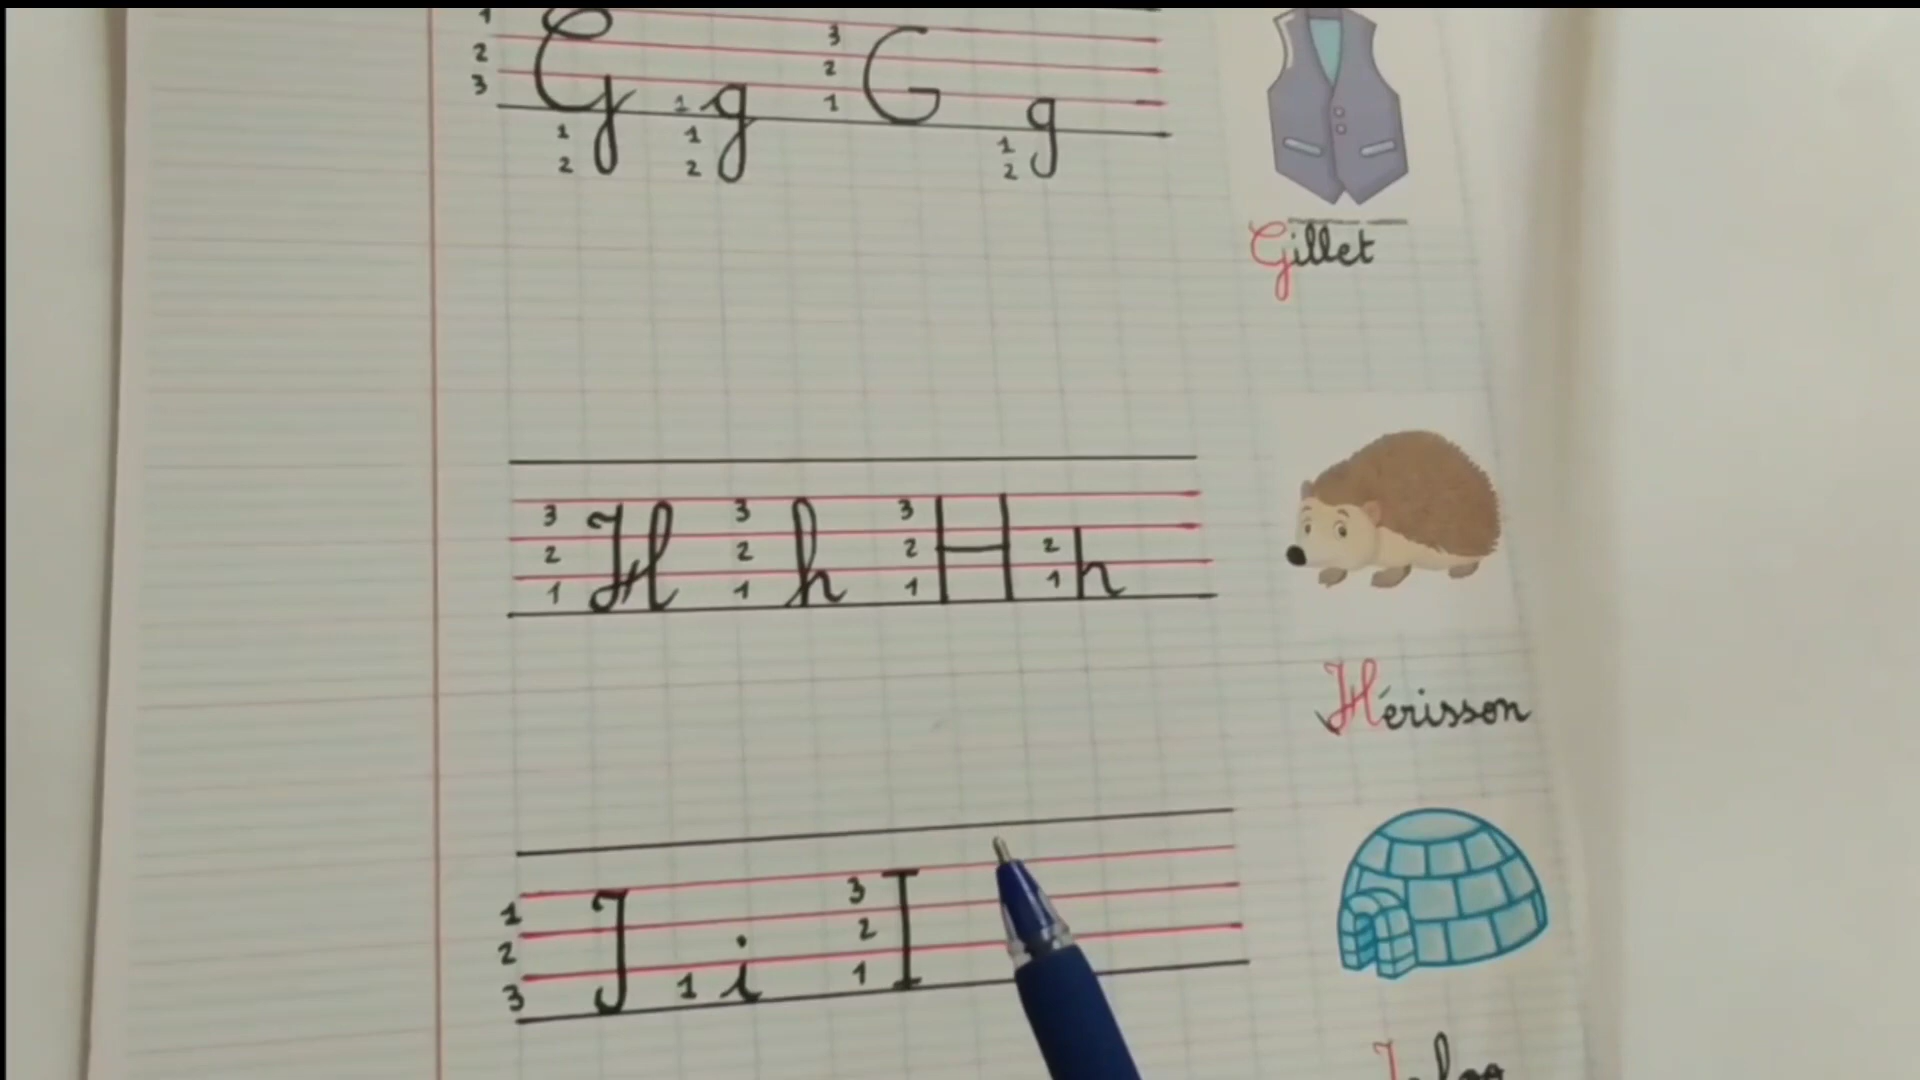 1 G 3 G
2 2
3 1 g 1 g
1 1 1
2 2 2
Gillet
3 H 3 h 3 H
2 2 2 2 h
1 1 1 1
Hérisson
1 I 3 I
2 2
3 1 i 1